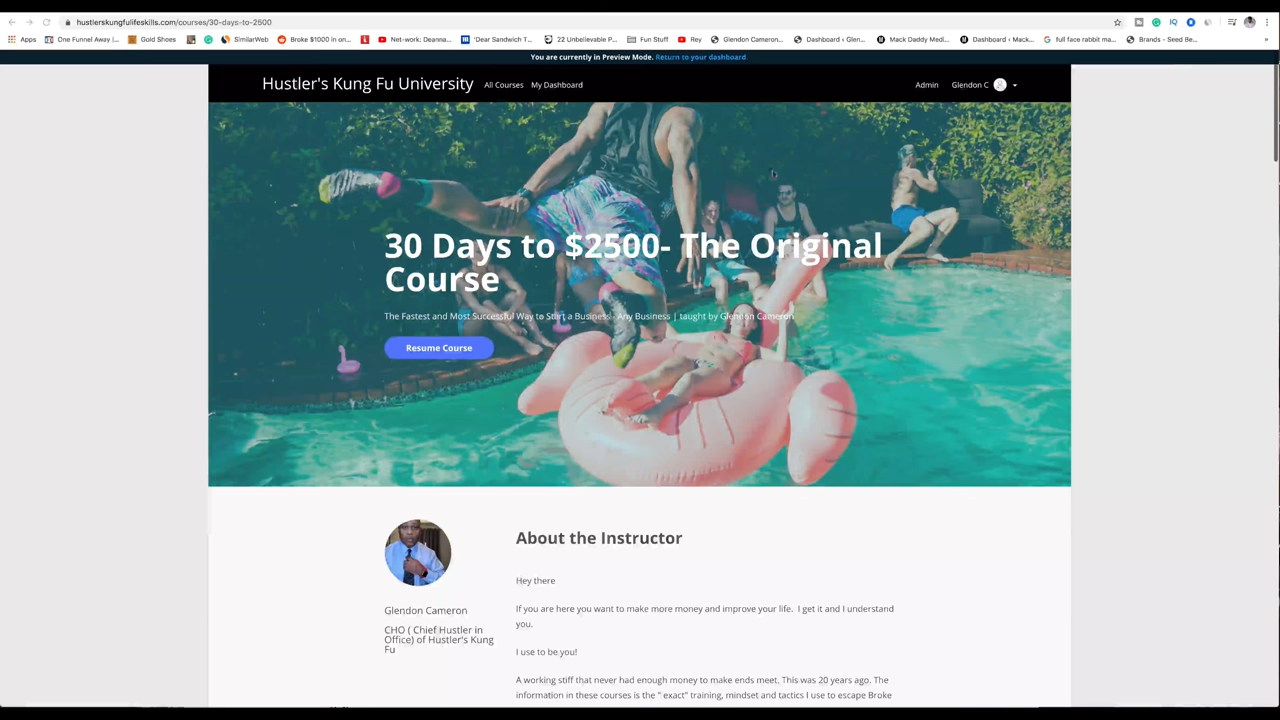 hustlerskungfulifeskills.com/courses/30-days-to-2500
Apps One Funnel Away |... Gold Shoes SimilarWeb Broke $1000 in on... Net-work: Deanna... 'Dear Sandwich T... 22 Unbelievable P... Fun Stuff Rey Glendon Cameron... Dashboard ‹ Glen... Mack Daddy Medi... Dashboard ‹ Mack... full face rabbit ma... Brands - Seed Be... »
You are currently in Preview Mode. Return to your dashboard.
Hustler's Kung Fu University All Courses My Dashboard Admin Glendon C
30 Days to $2500- The Original
Course
The Fastest and Most Successful Way to Start a Business - Any Business | taught by Glendon Cameron
Resume Course
About the Instructor
Hey there
Glendon Cameron
If you are here you want to make more money and improve your life. I get it and I understand
you.
CHO ( Chief Hustler in
Office) of Hustler's Kung
Fu
I use to be you!
A working stiff that never had enough money to make ends meet. This was 20 years ago. The
information in these courses is the " exact" training, mindset and tactics I use to escape Broke